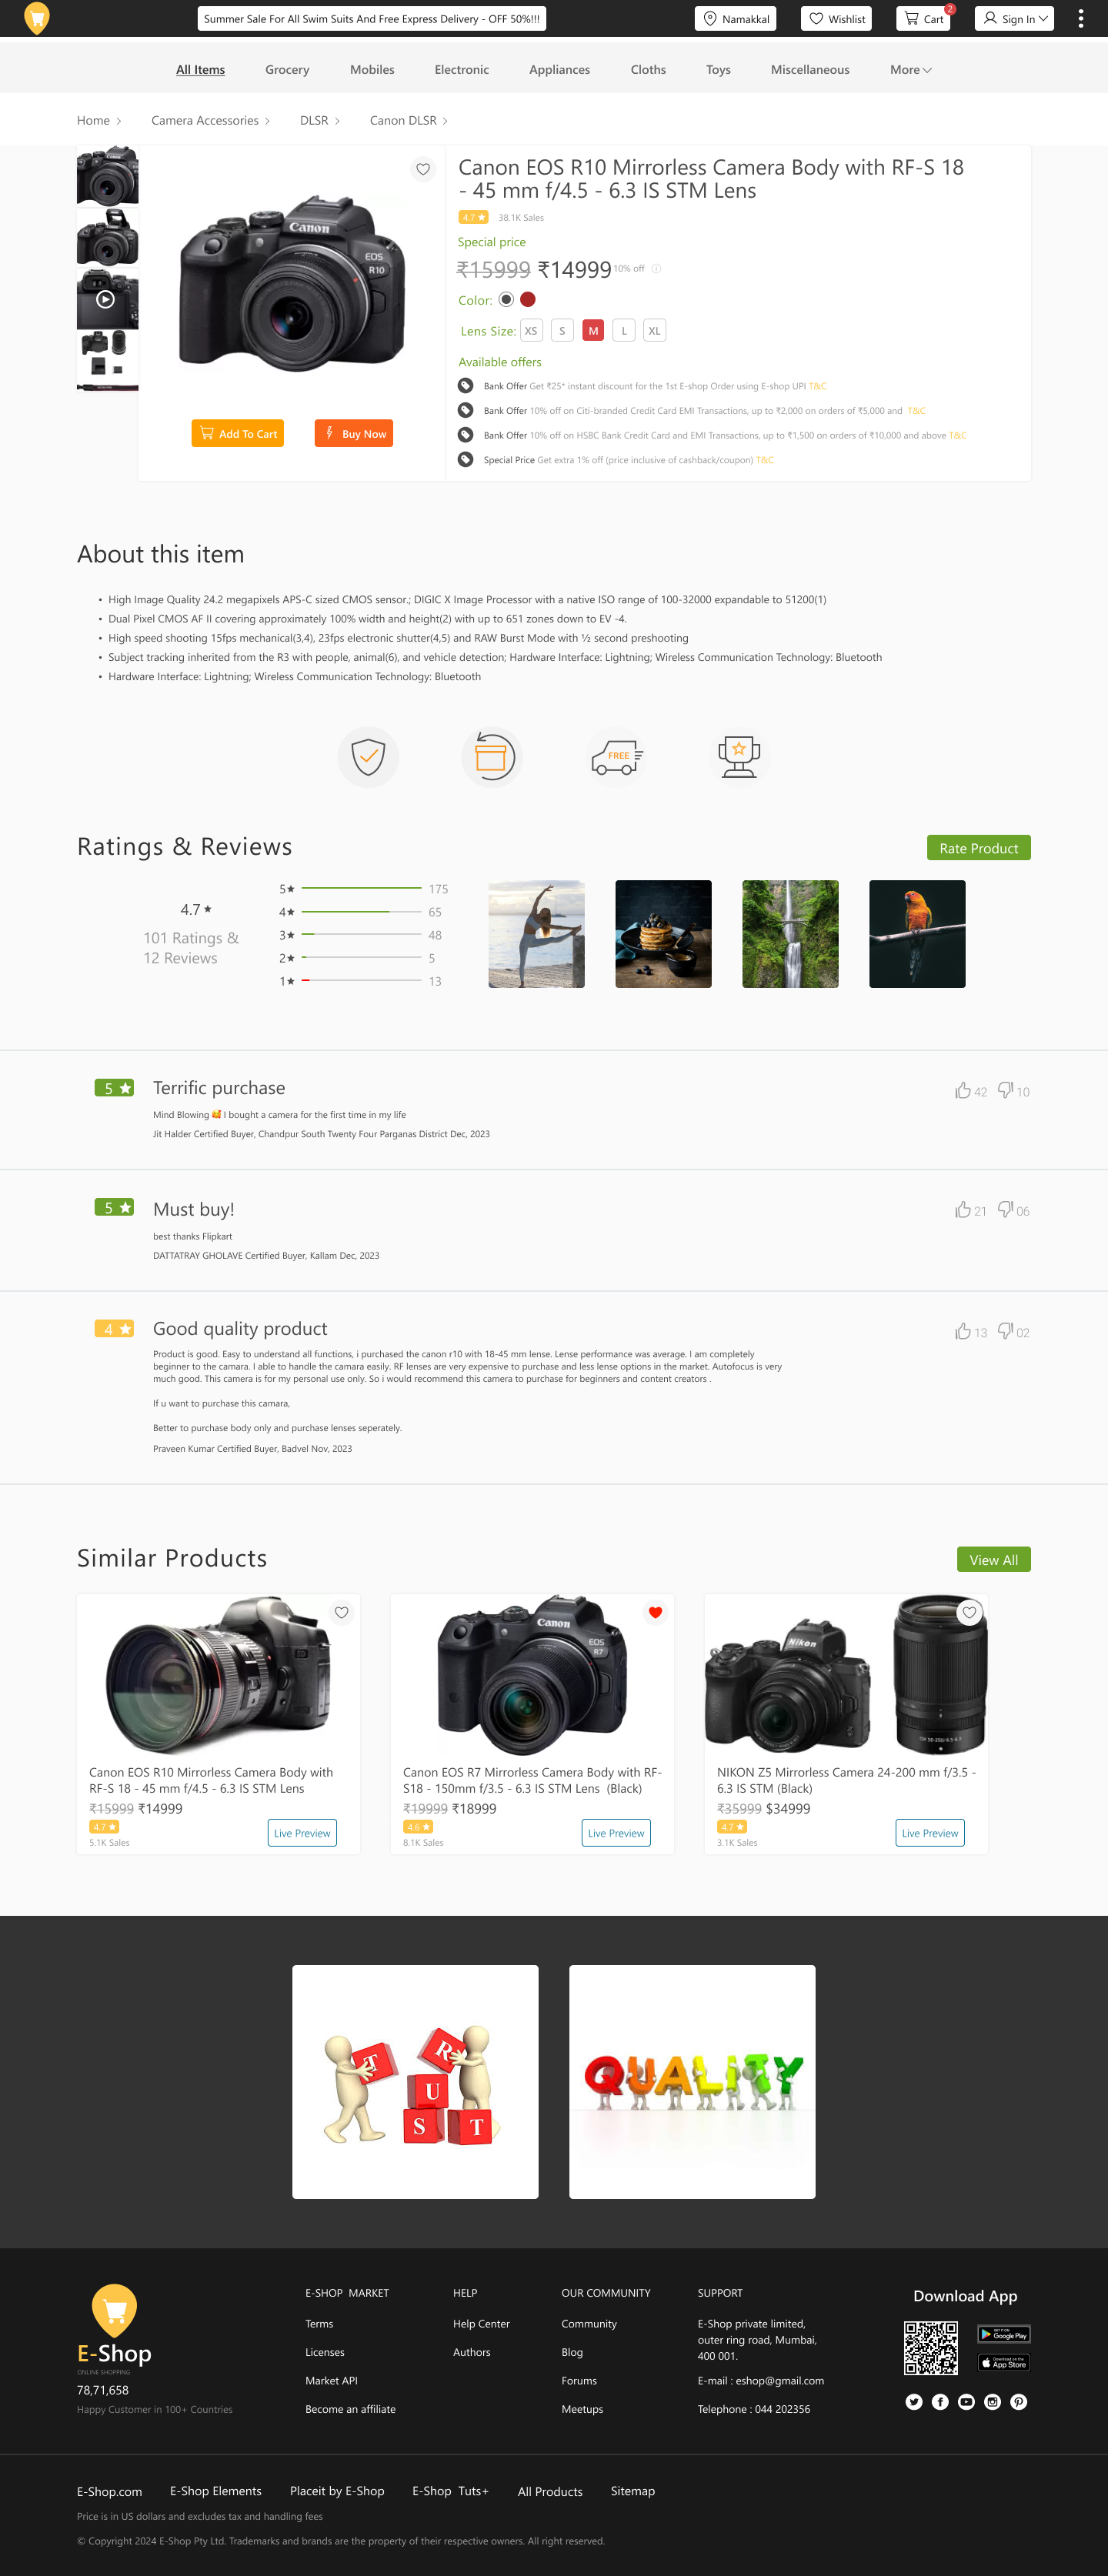 Summer Sale For All Swim Suits And Free Express Delivery - OFF 50%!!!
Namakkal
Wishlist
Cart
2
Sign In
All Items
Grocery
Mobiles
Electronic
Appliances
Cloths
Toys
Miscellaneous
More
Home
Camera Accessories
DLSR
Canon DLSR
Canon
EOS
R10
Add To Cart
Buy Now
Canon EOS R10 Mirrorless Camera Body with RF-S 18
- 45 mm f/4.5 - 6.3 IS STM Lens
4.7 ★ 38.1K Sales
Special price
₹15999 ₹14999 10% off
Color:
Lens Size: XS S M L XL
Available offers
Bank Offer Get ₹25* instant discount for the 1st E-shop Order using E-shop UPI T&C
Bank Offer 10% off on Citi-branded Credit Card EMI Transactions, up to ₹2,000 on orders of ₹5,000 and T&C
Bank Offer 10% off on HSBC Bank Credit Card and EMI Transactions, up to ₹1,500 on orders of ₹10,000 and above T&C
Special Price Get extra 1% off (price inclusive of cashback/coupon) T&C
About this item
• High Image Quality 24.2 megapixels APS-C sized CMOS sensor.; DIGIC X Image Processor with a native ISO range of 100-32000 expandable to 51200(1)
• Dual Pixel CMOS AF II covering approximately 100% width and height(2) with up to 651 zones down to EV -4.
• High speed shooting 15fps mechanical(3,4), 23fps electronic shutter(4,5) and RAW Burst Mode with ½ second preshooting
• Subject tracking inherited from the R3 with people, animal(6), and vehicle detection; Hardware Interface: Lightning; Wireless Communication Technology: Bluetooth
• Hardware Interface: Lightning; Wireless Communication Technology: Bluetooth
FREE
Ratings & Reviews
Rate Product
4.7 ★
101 Ratings &
12 Reviews
5★ 175
4★ 65
3★ 48
2★ 5
1★ 13
5 ★ Terrific purchase
42 10
Mind Blowing 🥰 I bought a camera for the first time in my life
Jit Halder Certified Buyer, Chandpur South Twenty Four Parganas District Dec, 2023
5 ★ Must buy!
21 06
best thanks Flipkart
DATTATRAY GHOLAVE Certified Buyer, Kallam Dec, 2023
4 ★ Good quality product
13 02
Product is good. Easy to understand all functions, i purchased the canon r10 with 18-45 mm lense. Lense performance was average. I am completely
beginner to the camara. I able to handle the camara easily. RF lenses are very expensive to purchase and less lense options in the market. Autofocus is very
much good. This camera is for my personal use only. So i would recommend this camera to purchase for beginners and content creators .
If u want to purchase this camara,
Better to purchase body only and purchase lenses seperately.
Praveen Kumar Certified Buyer, Badvel Nov, 2023
Similar Products
View All
Canon EOS R10 Mirrorless Camera Body with
RF-S 18 - 45 mm f/4.5 - 6.3 IS STM Lens
₹15999 ₹14999
4.7 ★
5.1K Sales
Live Preview
Canon
EOS
R7
Canon EOS R7 Mirrorless Camera Body with RF-
S18 - 150mm f/3.5 - 6.3 IS STM Lens (Black)
₹19999 ₹18999
4.6 ★
8.1K Sales
Live Preview
Nikon
NIKON Z5 Mirrorless Camera 24-200 mm f/3.5 -
6.3 IS STM (Black)
₹35999 $34999
4.7 ★
3.1K Sales
Live Preview
TRUST
QUALITY
E-Shop
ONLINE SHOPPING
78,71,658
Happy Customer in 100+ Countries
E-SHOP MARKET
Terms
Licenses
Market API
Become an affiliate
HELP
Help Center
Authors
OUR COMMUNITY
Community
Blog
Forums
Meetups
SUPPORT
E-Shop private limited,
outer ring road, Mumbai,
400 001.
E-mail : eshop@gmail.com
Telephone : 044 202356
Download App
GET IT ON
Google Play
Download on the
App Store
E-Shop.com
E-Shop Elements
Placeit by E-Shop
E-Shop Tuts+
All Products
Sitemap
Price is in US dollars and excludes tax and handling fees
© Copyright 2024 E-Shop Pty Ltd. Trademarks and brands are the property of their respective owners. All right reserved.